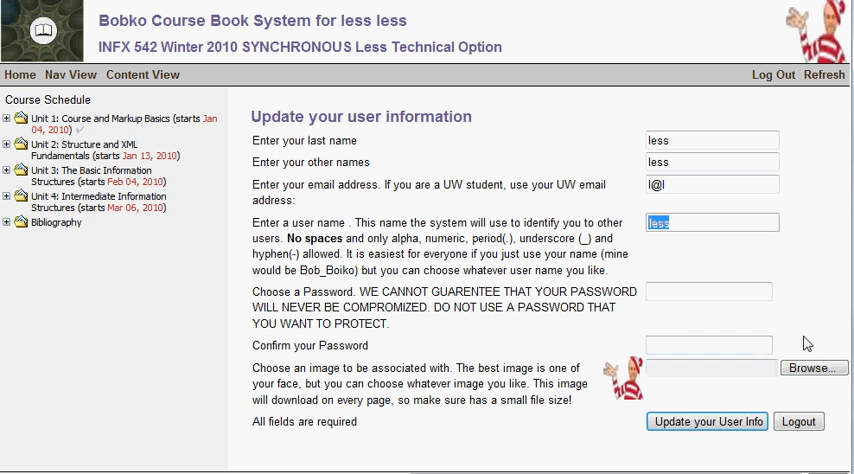 Bobko Course Book System for less less
INFX 542 Winter 2010 SYNCHRONOUS Less Technical Option
Home Nav View Content View Log Out Refresh
Course Schedule
Unit 1: Course and Markup Basics (starts Jan
04, 2010)
Unit 2: Structure and XML
Fundamentals (starts Jan 13, 2010)
Unit 3: The Basic Information
Structures (starts Feb 04, 2010)
Unit 4: Intermediate Information
Structures (starts Mar 06, 2010)
Bibliography
Update your user information
Enter your last name less
Enter your other names less
Enter your email address. If you are a UW student, use your UW email l@l
address:
Enter a user name . This name the system will use to identify you to other less
users. No spaces and only alpha, numeric, period(.), underscore (_) and
hyphen(-) allowed. It is easiest for everyone if you just use your name (mine
would be Bob_Boiko) but you can choose whatever user name you like.
Choose a Password. WE CANNOT GUARENTEE THAT YOUR PASSWORD
WILL NEVER BE COMPROMIZED. DO NOT USE A PASSWORD THAT
YOU WANT TO PROTECT.
Confirm your Password
Choose an image to be associated with. The best image is one of Browse...
your face, but you can choose whatever image you like. This image
will download on every page, so make sure has a small file size!
All fields are required Update your User Info Logout